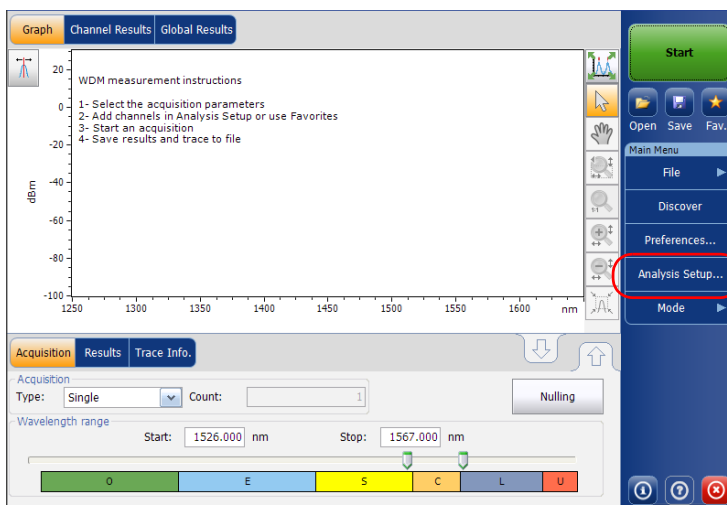 Graph Channel Results Global Results
WDM measurement instructions
1- Select the acquisition parameters
2- Add channels in Analysis Setup or use Favorites
3- Start an acquisition
4- Save results and trace to file
20
0
-20
-40
-60
-80
-100
dBm
1250 1300 1350 1400 1450 1500 1550 1600 nm
1:1
Start
Open Save Fav.
Main Menu
File
Discover
Preferences...
Analysis Setup...
Mode
Acquisition Results Trace Info.
Acquisition
Type: Single Count: 1
Nulling
Wavelength range
Start: 1526.000 nm Stop: 1567.000 nm
O E S C L U